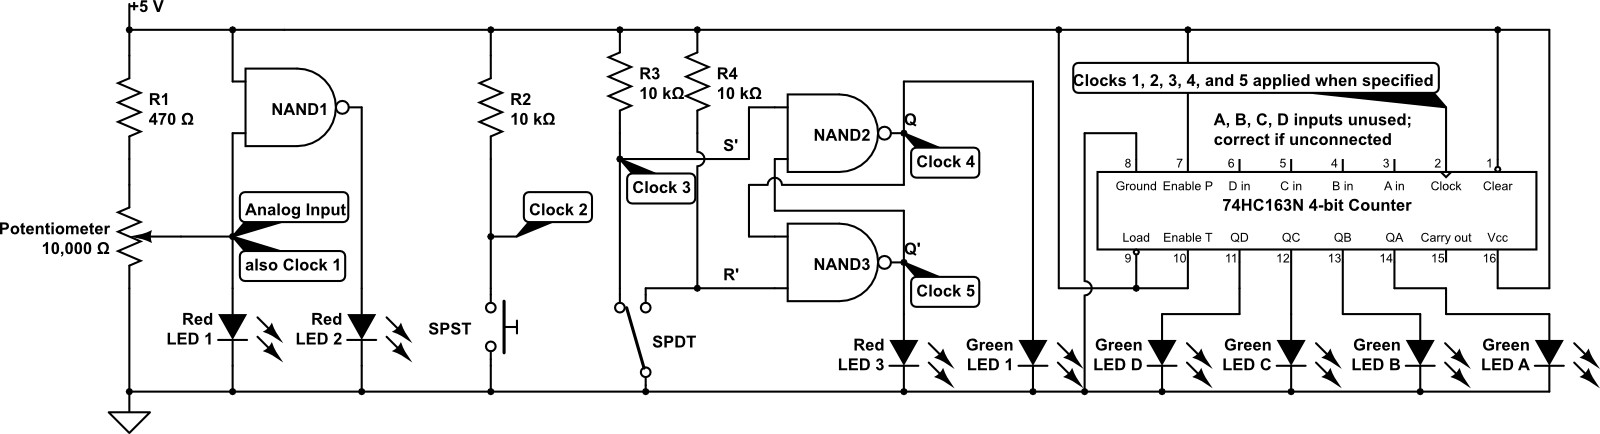 +5 V
R1
470 Ω
Potentiometer
10,000 Ω
NAND1
Analog Input
also Clock 1
Red
LED 1
Red
LED 2
R2
10 kΩ
Clock 2
SPST
R3
10 kΩ
R4
10 kΩ
S'
Clock 3
R'
SPDT
NAND2
Q
Clock 4
NAND3
Q'
Clock 5
Red
LED 3
Green
LED 1
Clocks 1, 2, 3, 4, and 5 applied when specified
A, B, C, D inputs unused;
correct if unconnected
8 7 6 5 4 3 2 1
Ground Enable P D in C in B in A in Clock Clear
74HC163N 4-bit Counter
Load Enable T QD QC QB QA Carry out Vcc
9 10 11 12 13 14 15 16
Green
LED D
Green
LED C
Green
LED B
Green
LED A